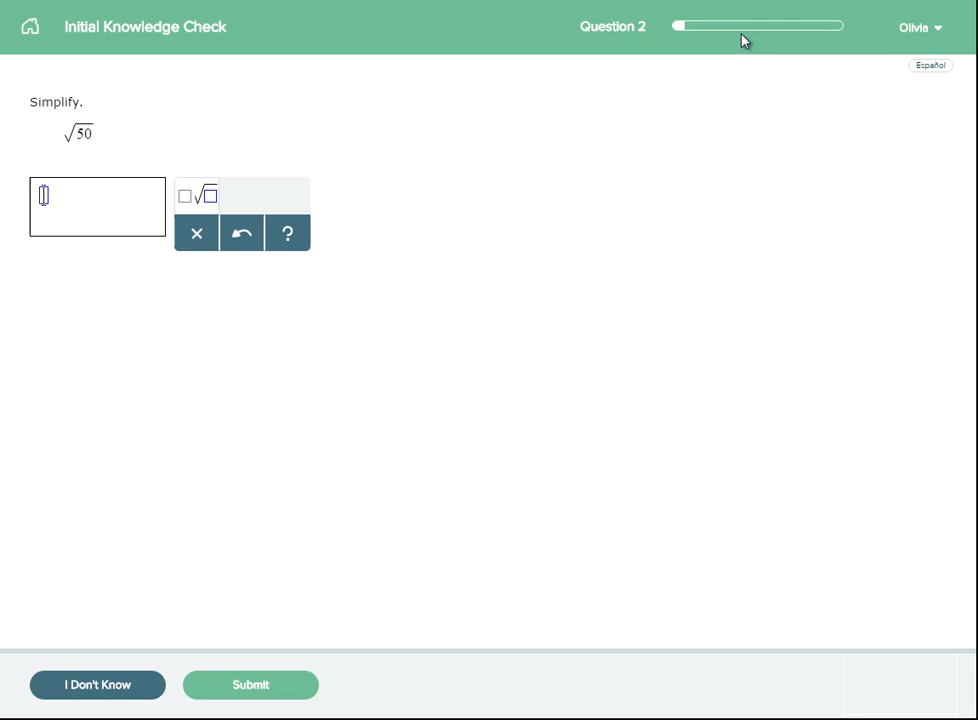 Initial Knowledge Check
Question 2
Olivia
Español
Simplify.
√50
□√□
×
?
I Don't Know
Submit